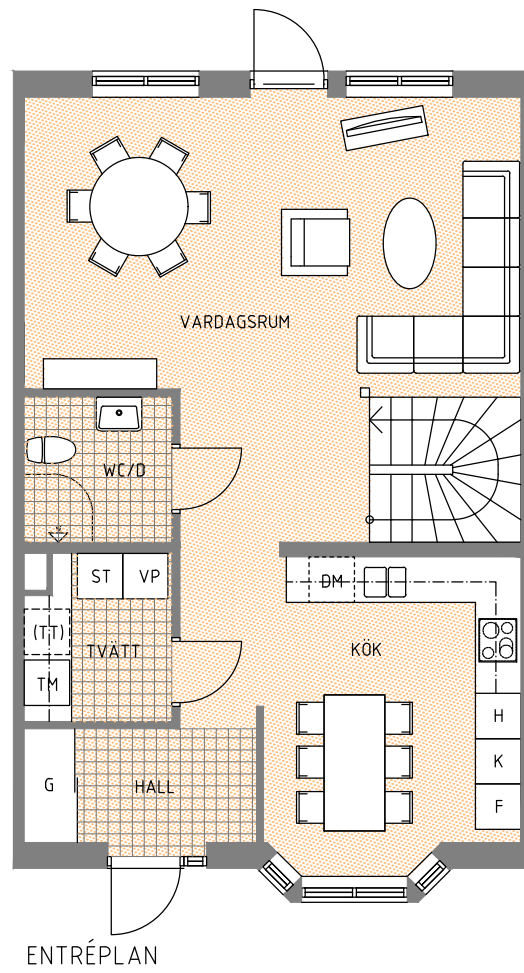 VARDAGSRUM
WC/D
ST VP
DM
(TT)
TVÄTT
KÖK
TM
H
G
HALL
K
F
ENTRÉPLAN